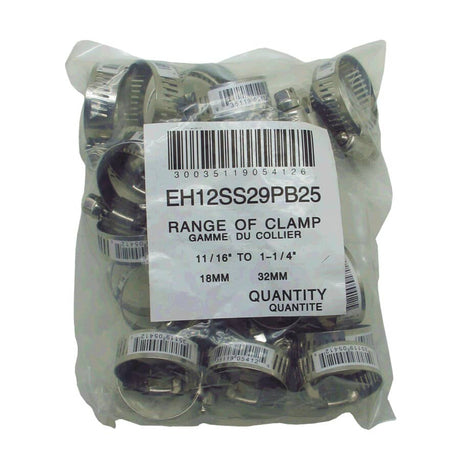 30035119054126
EH12SS29PB25
RANGE OF CLAMP
GAMME DU COLLIER
11/16" TO 1-1/4"
18MM 32MM
QUANTITY
QUANTITE